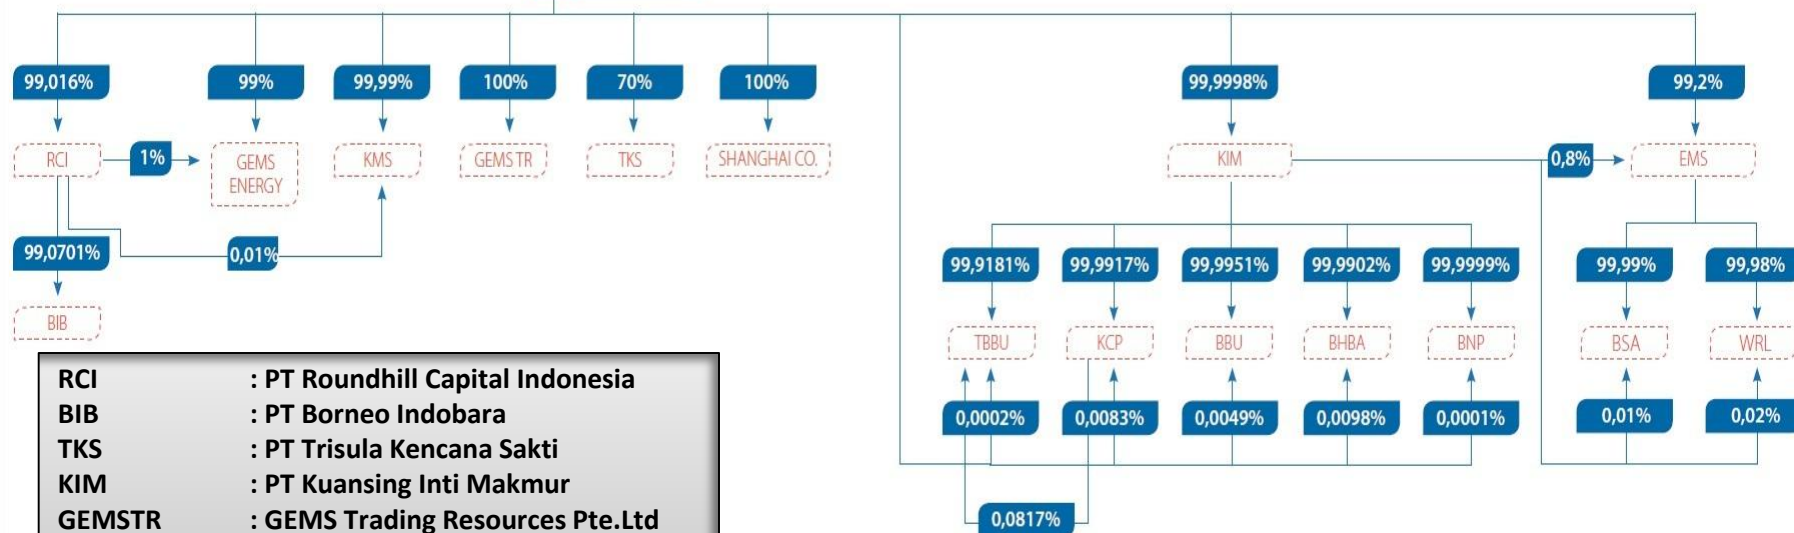 99,016% 99% 99,99% 100% 70% 100% 99,9998% 99,2%
RCI 1% GEMS ENERGY KMS GEMS TR TKS SHANGHAI CO. KIM 0,8% EMS
99,0701% 0,01% 99,9181% 99,9917% 99,9951% 99,9902% 99,9999% 99,99% 99,98%
BIB TBBU KCP BBU BHBA BNP BSA WRL
0,0002% 0,0083% 0,0049% 0,0098% 0,0001% 0,01% 0,02%
0,0817%
RCI : PT Roundhill Capital Indonesia
BIB : PT Borneo Indobara
TKS : PT Trisula Kencana Sakti
KIM : PT Kuansing Inti Makmur
GEMSTR : GEMS Trading Resources Pte.Ltd